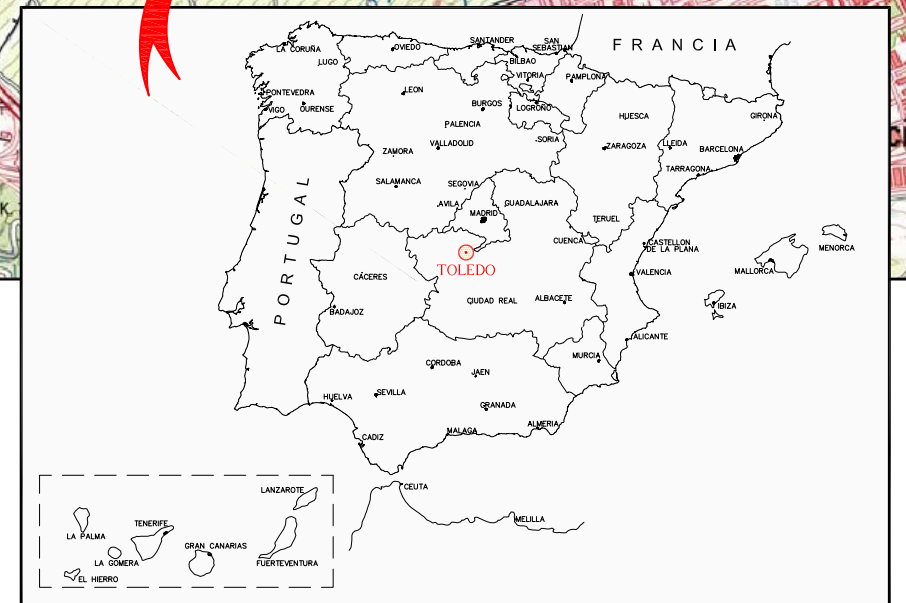 FRANCIA
LA CORUÑA
LUGO
OVIEDO
SANTANDER
SAN
SEBASTIAN
BILBAO
VITORIA
PAMPLONA
PONTEVEDRA
VIGO
OURENSE
LEON
BURGOS
LOGROÑO
HUESCA
GIRONA
PALENCIA
ZAMORA
VALLADOLID
SORIA
ZARAGOZA
LLEIDA
BARCELONA
TARRAGONA
SALAMANCA
SEGOVIA
AVILA
MADRID
GUADALAJARA
TERUEL
CUENCA
CASTELLON
DE LA PLANA
MENORCA
MALLORCA
PORTUGAL
TOLEDO
CÁCERES
VALENCIA
CIUDAD REAL
ALBACETE
IBIZA
BADAJOZ
ALICANTE
MURCIA
CORDOBA
JAEN
HUELVA
SEVILLA
GRANADA
MALAGA
ALMERIA
CADIZ
CEUTA
MELILLA
LANZAROTE
LA PALMA
TENERIFE
LA GOMERA
GRAN CANARIAS
FUERTEVENTURA
EL HIERRO
K